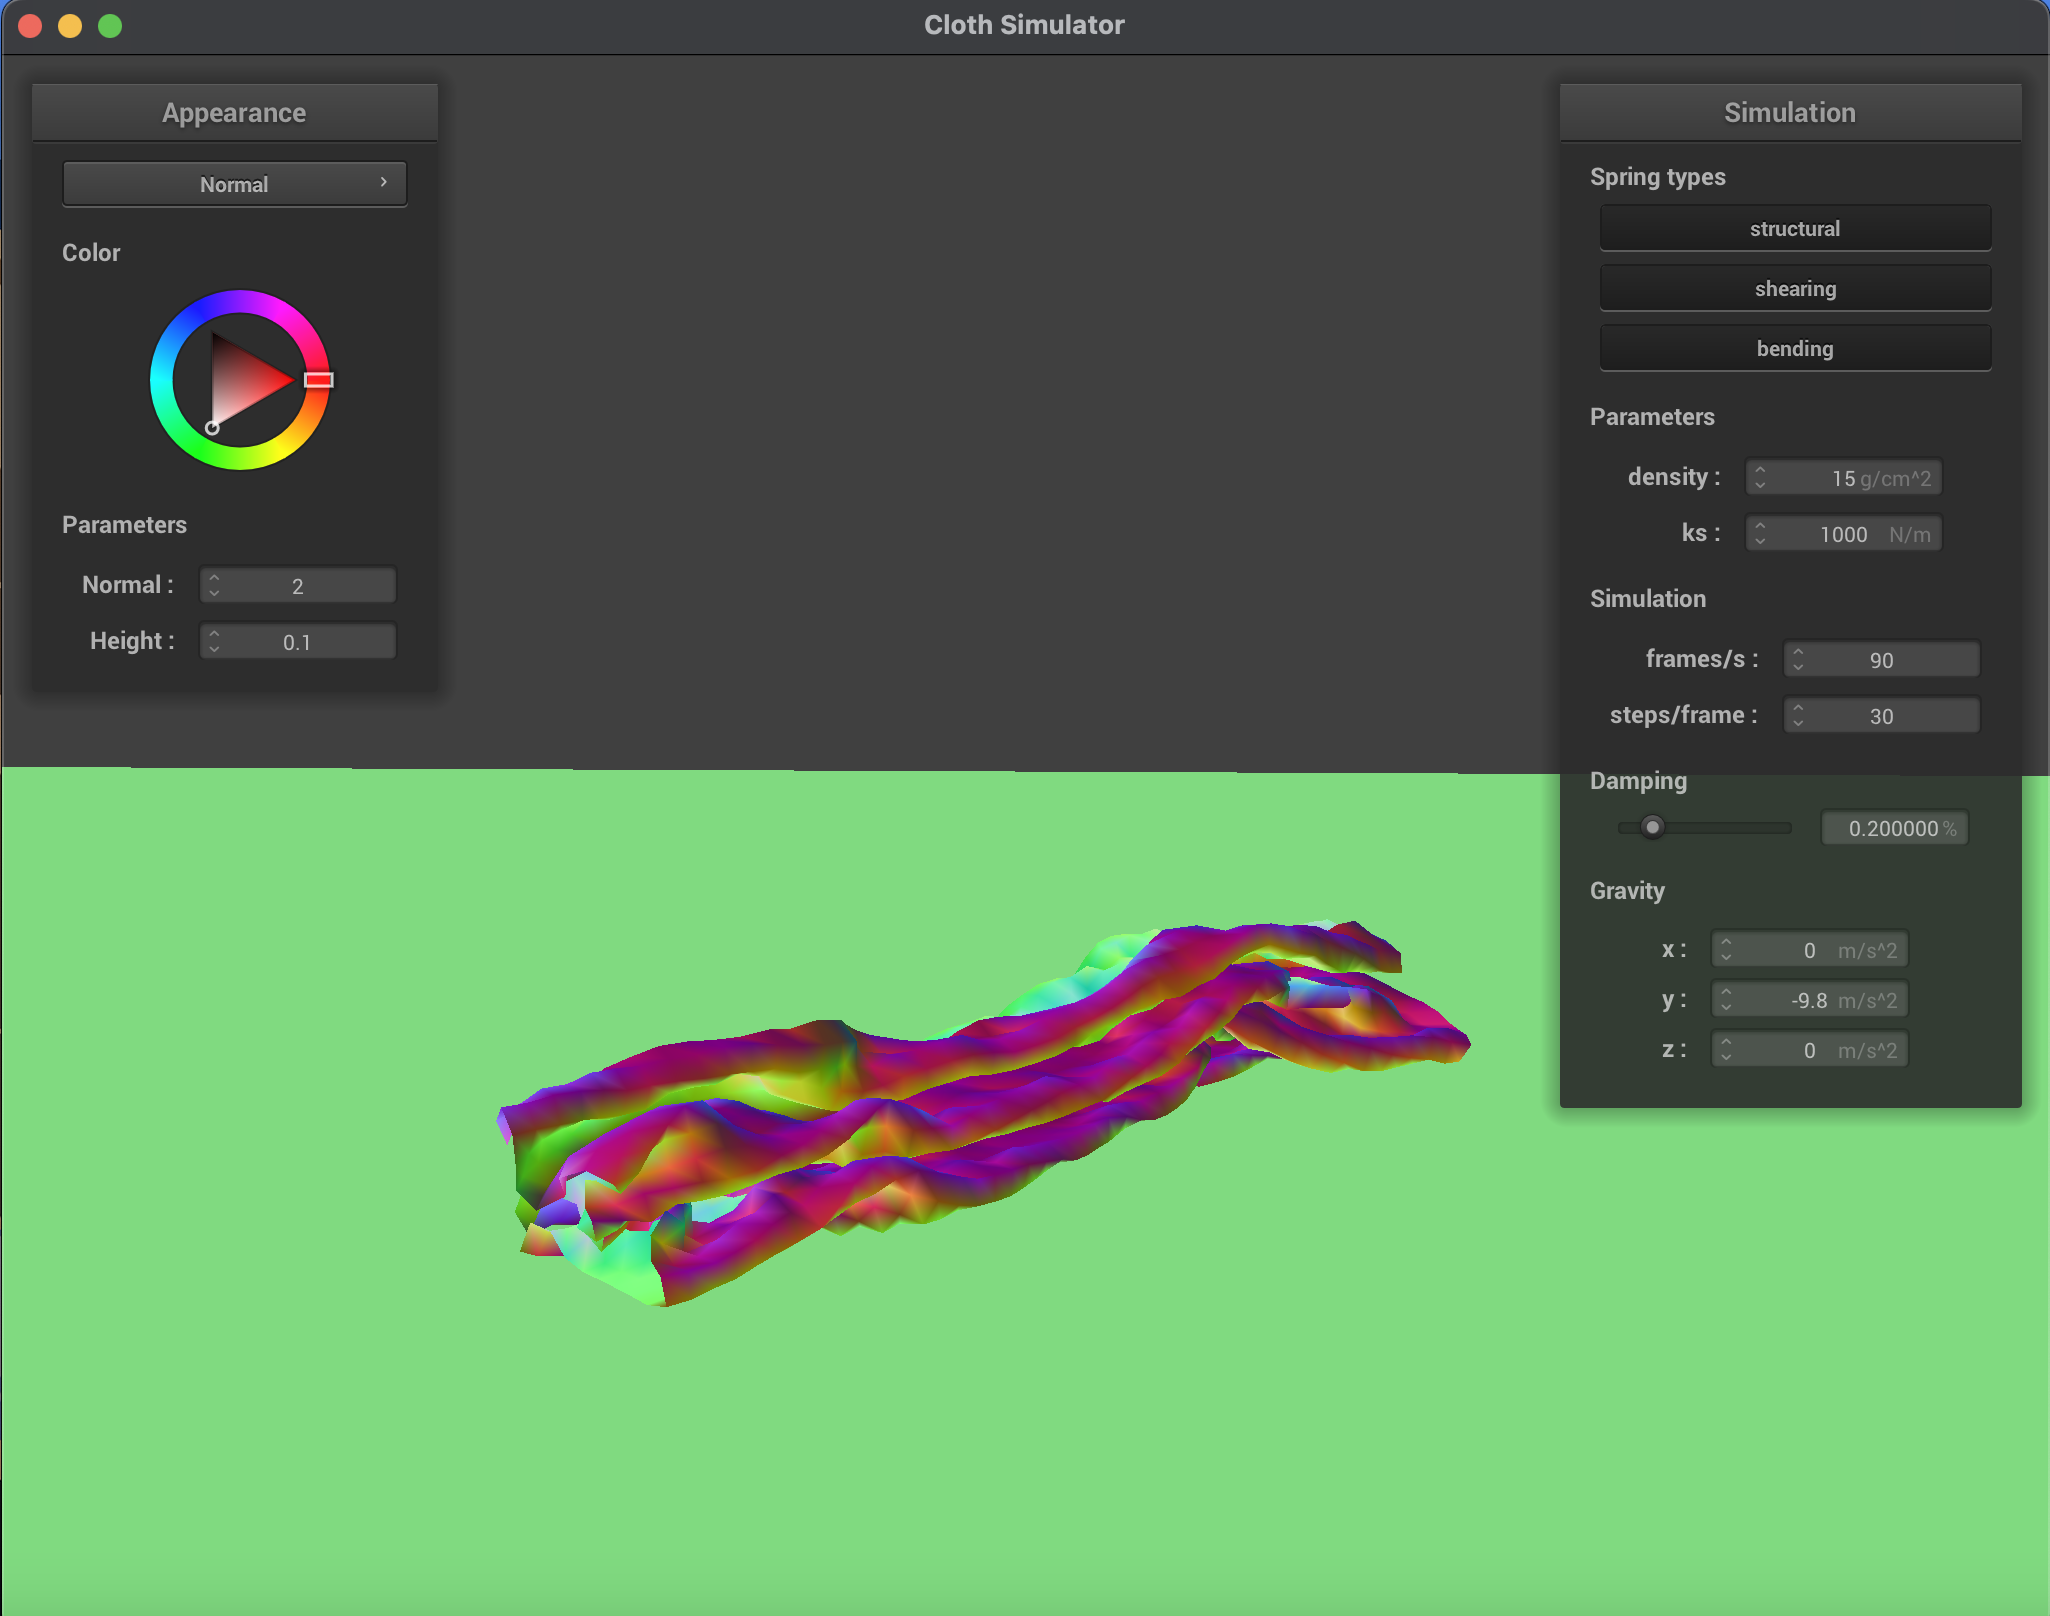 Cloth Simulator
Appearance
Normal
Color
Parameters
Normal : 2
Height : 0.1
Simulation
Spring types
structural
shearing
bending
Parameters
density : 15 g/cm^2
ks : 1000 N/m
Simulation
frames/s : 90
steps/frame : 30
Damping
0.200000 %
Gravity
x : 0 m/s^2
y : -9.8 m/s^2
z : 0 m/s^2